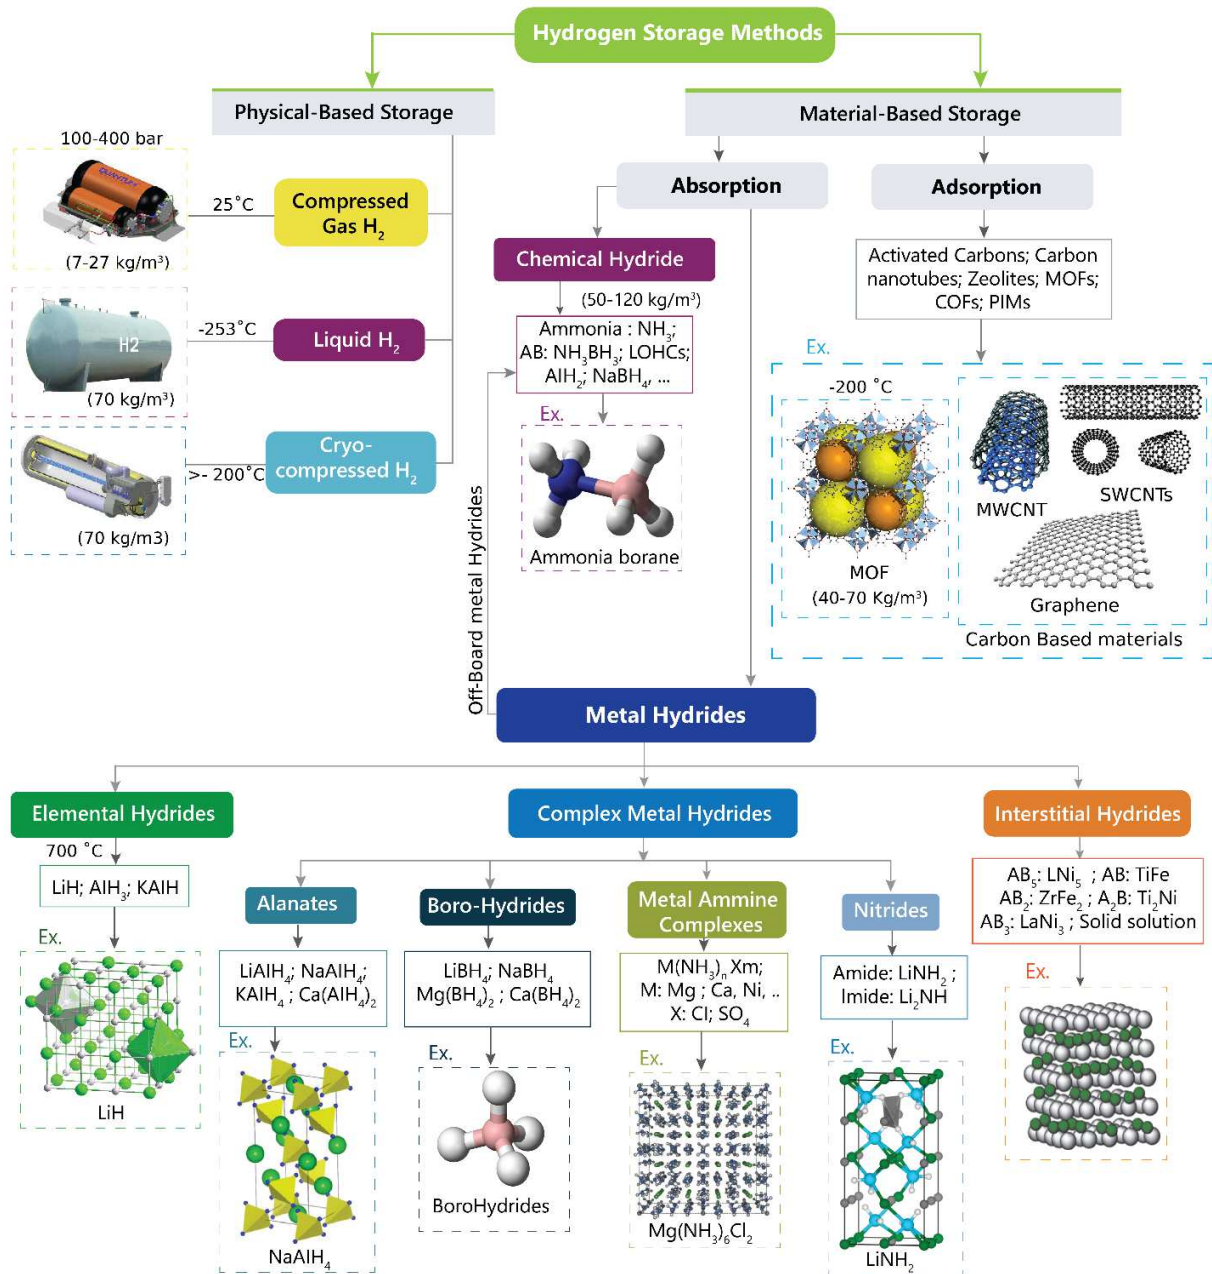 Hydrogen Storage Methods
Physical-Based Storage
Material-Based Storage
100-400 bar
QUANTUM
25˚C
Compressed
Gas H₂
(7-27 kg/m³)
-253˚C
H2
Liquid H₂
(70 kg/m³)
>- 200˚C
Cryo-
compressed H₂
(70 kg/m3)
Absorption
Adsorption
Chemical Hydride
(50-120 kg/m³)
Ammonia : NH₃;
AB: NH₃BH₃; LOHCs;
AlH₂; NaBH₄, ...
Ex.
Ammonia borane
Off-Board metal Hydrides
Activated Carbons; Carbon
nanotubes; Zeolites; MOFs;
COFs; PIMs
Ex.
-200 ˚C
MOF
(40-70 Kg/m³)
MWCNT
SWCNTs
Graphene
Carbon Based materials
Metal Hydrides
Elemental Hydrides
Complex Metal Hydrides
Interstitial Hydrides
700 ˚C
LiH; AlH₃; KAlH
Ex.
LiH
Alanates
LiAlH₄; NaAlH₄;
KAlH₄ ; Ca(AlH₄)₂
Ex.
NaAlH₄
Boro-Hydrides
LiBH₄; NaBH₄
Mg(BH₄)₂ ; Ca(BH₄)₂
Ex.
BoroHydrides
Metal Ammine
Complexes
M(NH₃)ₙ Xm;
M: Mg ; Ca, Ni, ..
X: Cl; SO₄
Ex.
Mg(NH₃)₆Cl₂
Nitrides
Amide: LiNH₂ ;
Imide: Li₂NH
Ex.
LiNH₂
AB₅: LNi₅ ; AB: TiFe
AB₂: ZrFe₂ ; A₂B: Ti₂Ni
AB₃: LaNi₃ ; Solid solution
Ex.